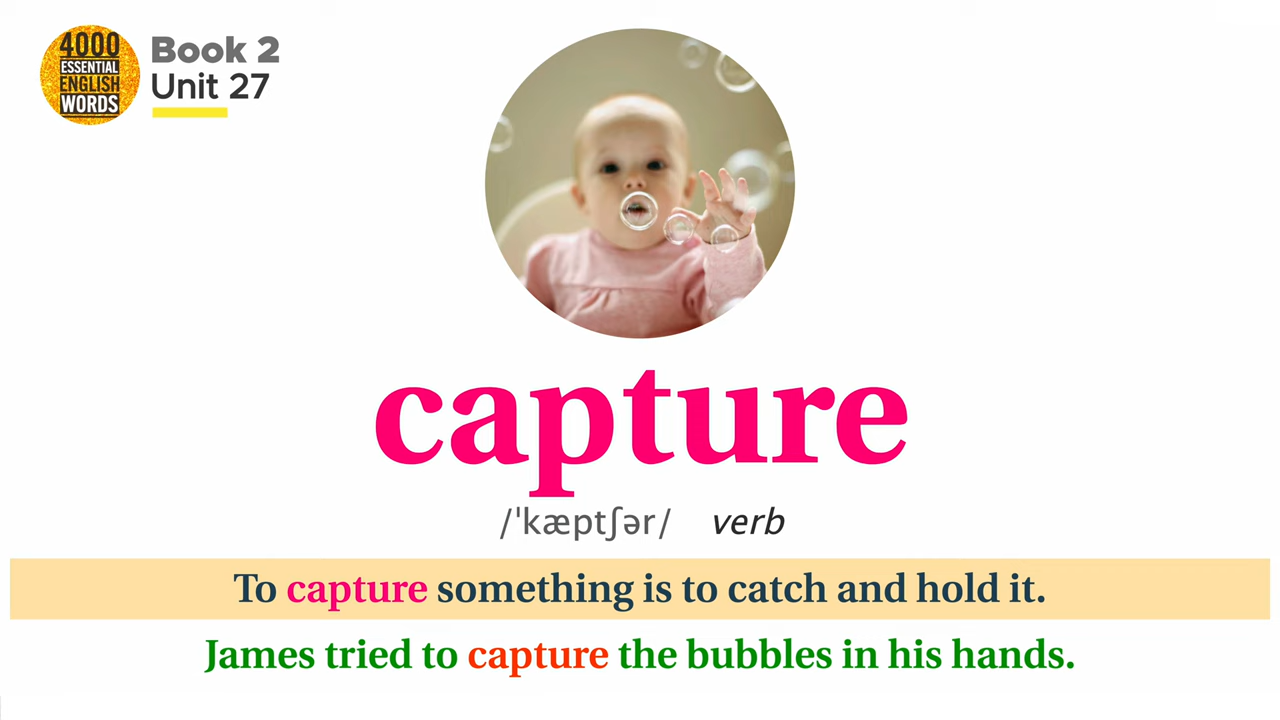 4000
ESSENTIAL
ENGLISH
WORDS
Book 2
Unit 27
capture
/ˈkæptʃər/ verb
To capture something is to catch and hold it.
James tried to capture the bubbles in his hands.